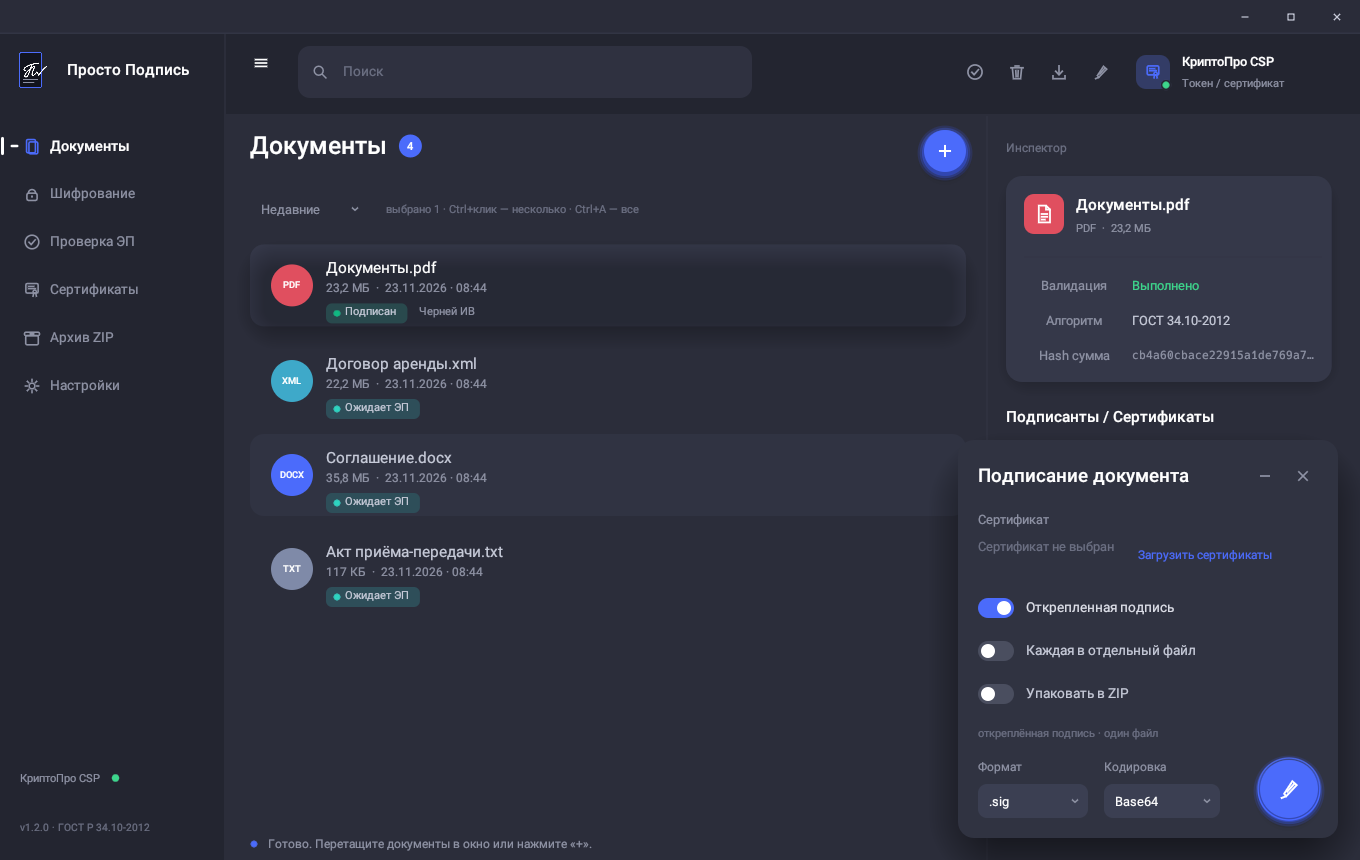 Просто Подпись
Поиск
КриптоПро CSP
Токен / сертификат
Документы
Шифрование
Проверка ЭП
Сертификаты
Архив ZIP
Настройки
КриптоПро CSP
v1.2.0 · ГОСТ Р 34.10-2012
Документы 4
Недавние
выбрано 1 · Ctrl+клик — несколько · Ctrl+A — все
PDF
Документы.pdf
23,2 МБ · 23.11.2026 · 08:44
Подписан Черней ИВ
XML
Договор аренды.xml
22,2 МБ · 23.11.2026 · 08:44
Ожидает ЭП
DOCX
Соглашение.docx
35,8 МБ · 23.11.2026 · 08:44
Ожидает ЭП
TXT
Акт приёма-передачи.txt
117 КБ · 23.11.2026 · 08:44
Ожидает ЭП
Готово. Перетащите документы в окно или нажмите «+».
Инспектор
Документы.pdf
PDF · 23,2 МБ
Валидация Выполнено
Алгоритм ГОСТ 34.10-2012
Hash сумма cb4a60cbace22915a1de769a7…
Подписанты / Сертификаты
Подписание документа
Сертификат
Сертификат не выбран
Загрузить сертификаты
Открепленная подпись
Каждая в отдельный файл
Упаковать в ZIP
откреплённая подпись · один файл
Формат Кодировка
.sig Base64